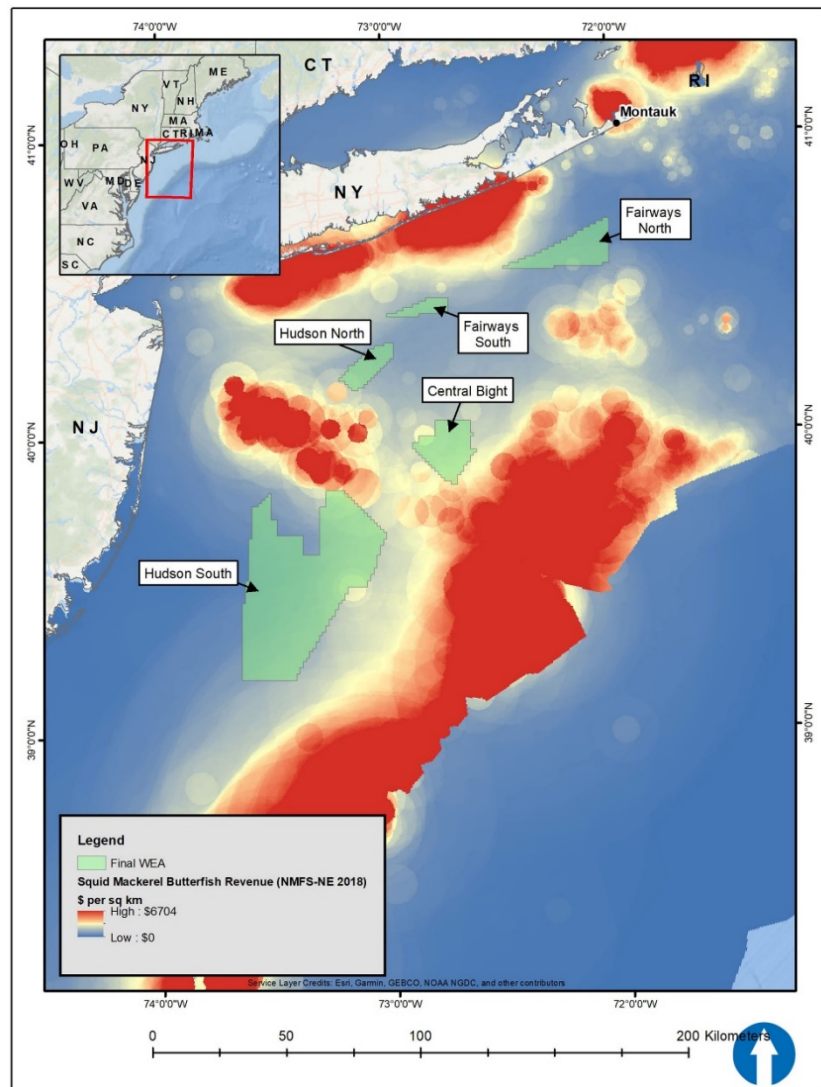 74°0'0"W
73°0'0"W
72°0'0"W
ME
VT
NH
NY
MA
CT
RI
MA
OH
PA
NJ
WV
MD
DE
VA
NC
SC
CT
RI
Montauk
41°0'0"N
41°0'0"N
NY
Fairways
North
Fairways
South
Hudson North
Central Bight
NJ
40°0'0"N
40°0'0"N
Hudson South
39°0'0"N
39°0'0"N
Legend
Final WEA
Squid Mackerel Butterfish Revenue (NMFS-NE 2018)
$ per sq km
High : $6704
Low : $0
Service Layer Credits: Esri, Garmin, GEBCO, NOAA NGDC, and other contributors
74°0'0"W
73°0'0"W
72°0'0"W
0
50
100
200 Kilometers